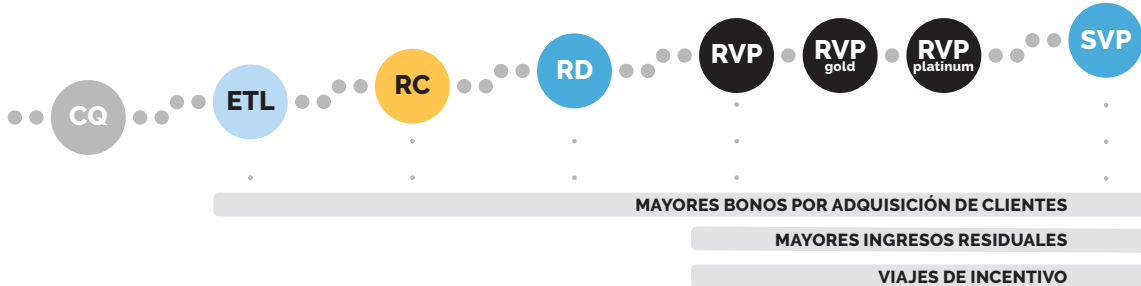 CQ
ETL
RC
RD
RVP
RVP
gold
RVP
platinum
SVP
MAYORES BONOS POR ADQUISICIÓN DE CLIENTES
MAYORES INGRESOS RESIDUALES
VIAJES DE INCENTIVO